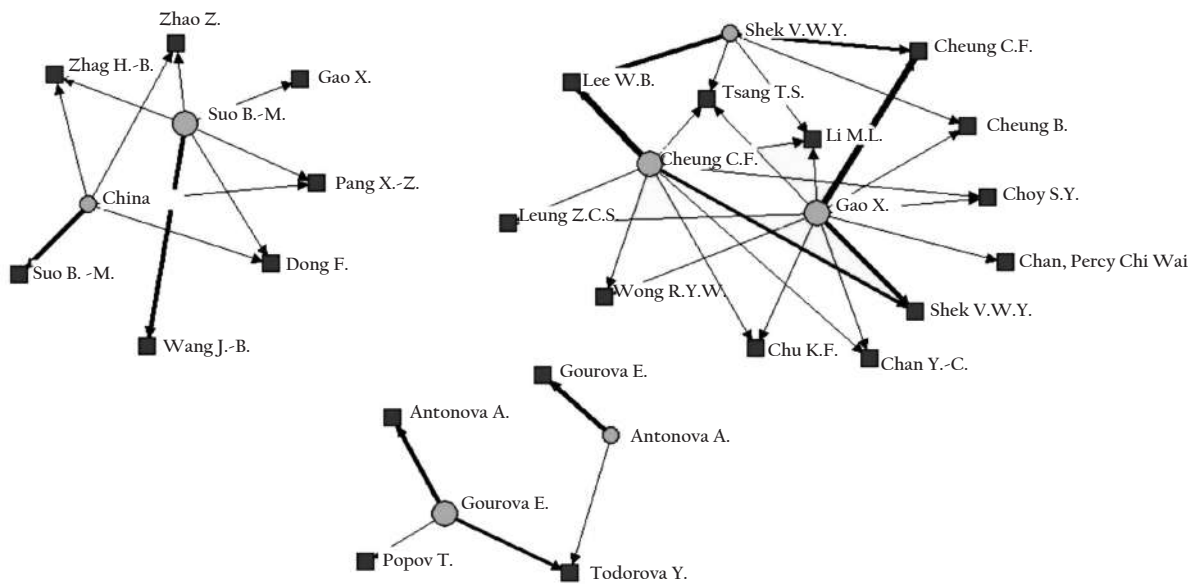 Zhao Z.
Zhag H.-B.
Gao X.
Suo B.-M.
Pang X.-Z.
China
Suo B. -M.
Dong F.
Wang J.-B.
Shek V.W.Y.
Cheung C.F.
Lee W.B.
Tsang T.S.
Cheung B.
Li M.L.
Cheung C.F.
Choy S.Y.
Gao X.
Leung Z.C.S.
Chan, Percy Chi Wai
Wong R.Y.W.
Shek V.W.Y.
Chu K.F.
Chan Y.-C.
Gourova E.
Antonova A.
Antonova A.
Gourova E.
Popov T.
Todorova Y.